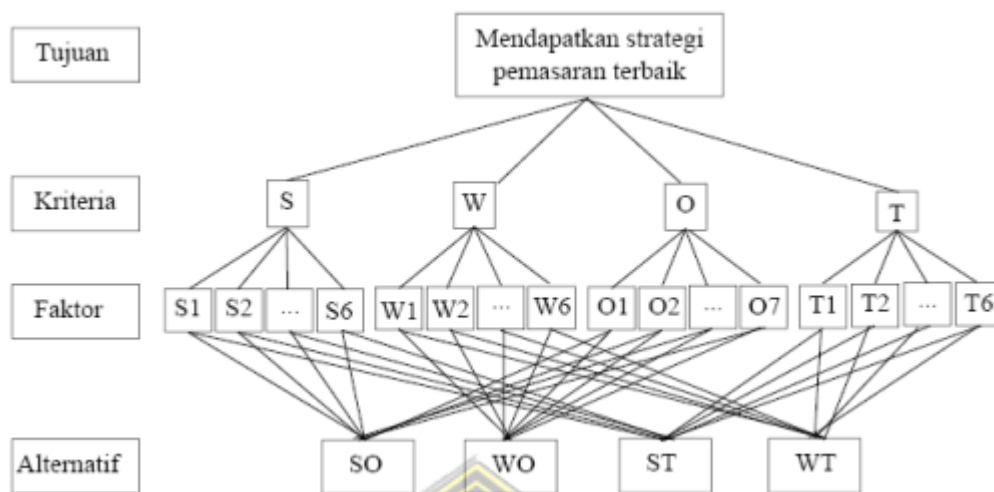 Tujuan
Mendapatkan strategi
pemasaran terbaik
Kriteria
S
W
O
T
Faktor
S1
S2
...
S6
W1
W2
...
W6
O1
O2
...
O7
T1
T2
...
T6
Alternatif
SO
WO
ST
WT